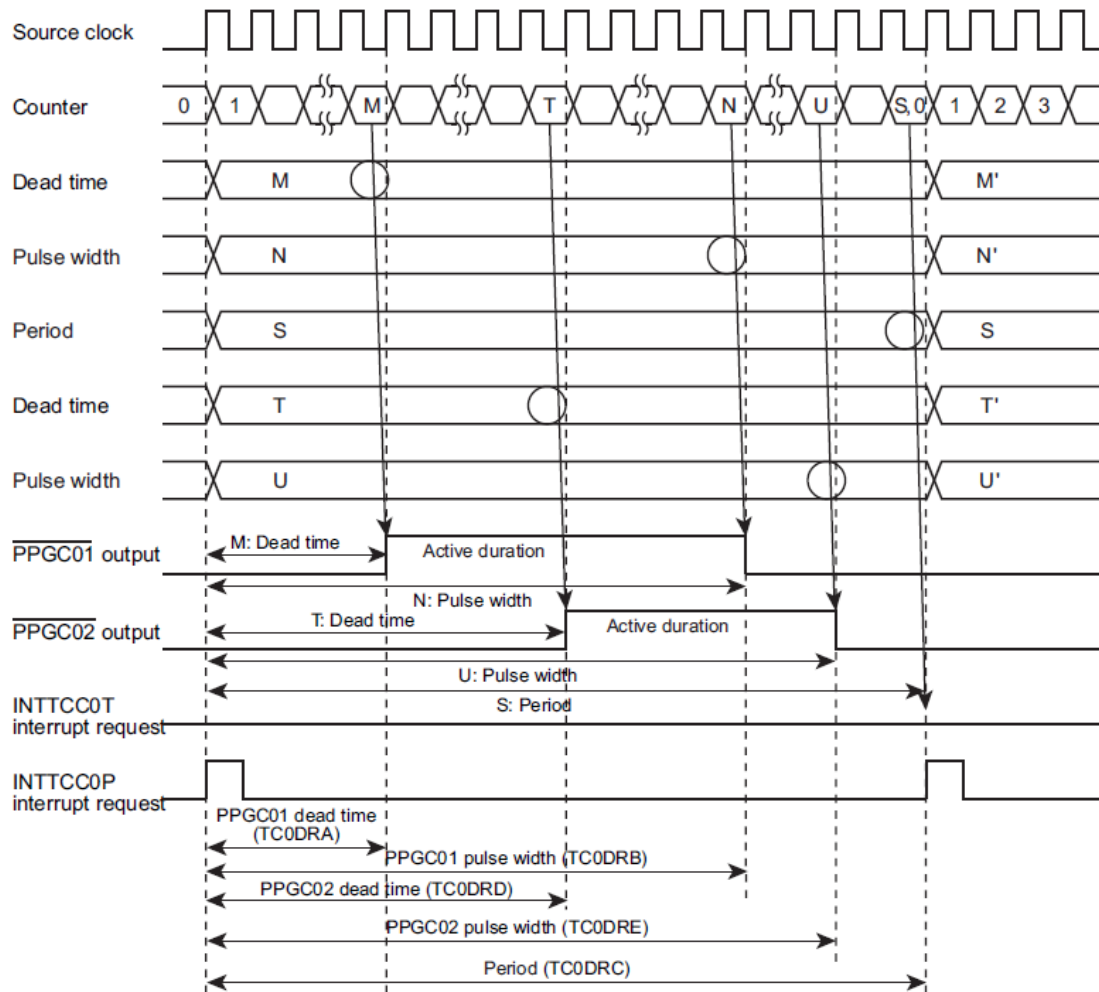 Source clock
Counter 0 1 M T N U S,0 1 2 3
Dead time M M'
Pulse width N N'
Period S S
Dead time T T'
Pulse width U U'
PPGC01 output
M: Dead time
Active duration
N: Pulse width
PPGC02 output
T: Dead time
Active duration
U: Pulse width
INTTCC0T
interrupt request
S: Period
INTTCC0P
interrupt request
PPGC01 dead time
(TC0DRA)
PPGC01 pulse width (TC0DRB)
PPGC02 dead time (TC0DRD)
PPGC02 pulse width (TC0DRE)
Period (TC0DRC)